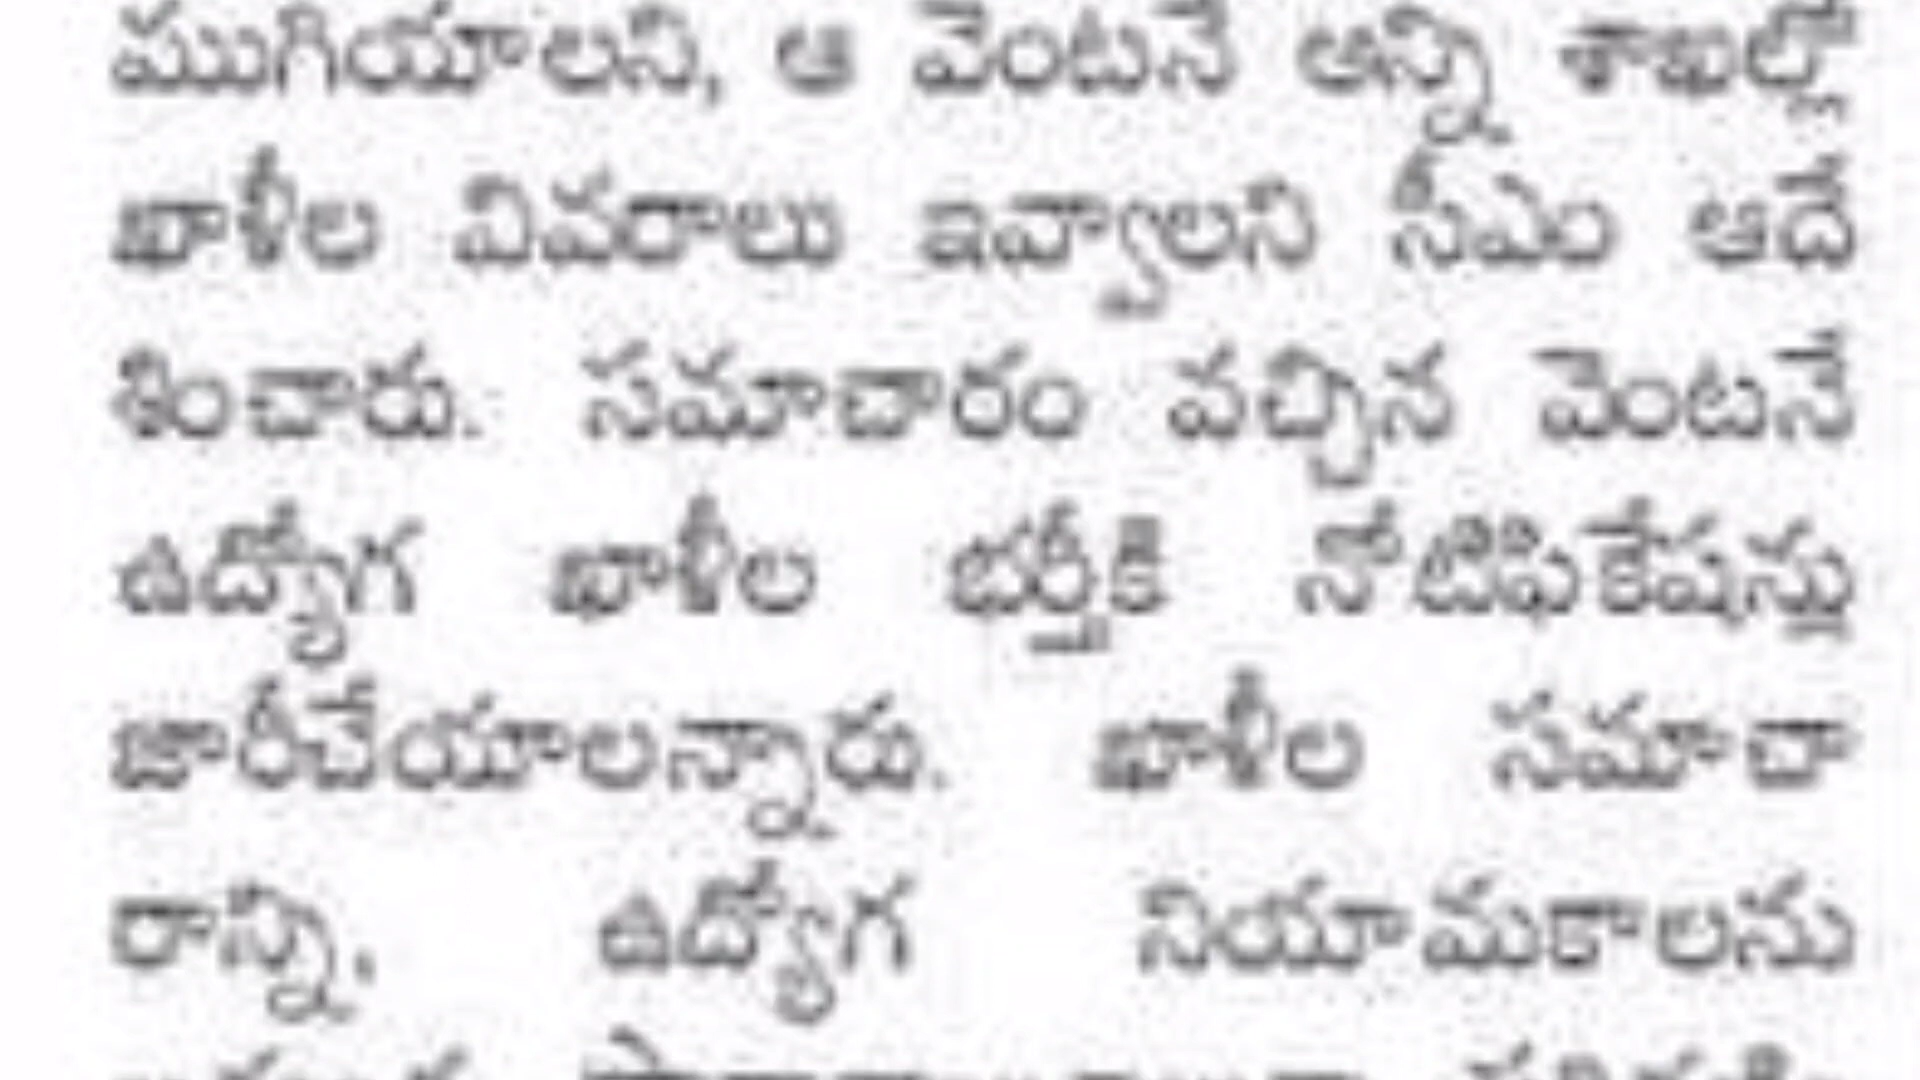 ముగియాలని, ఆ వెంటనే అన్ని శాఖల్లో
ఖాళీల వివరాలు ఇవ్వాలని సీఎం ఆదే
శించారు. సమాచారం వచ్చిన వెంటనే
ఉద్యోగ ఖాళీల భర్తీకి నోటిఫికేషన్లు
జారీచేయాలన్నారు. ఖాళీల సమాచా
రాన్ని, ఉద్యోగ నియామకాలను